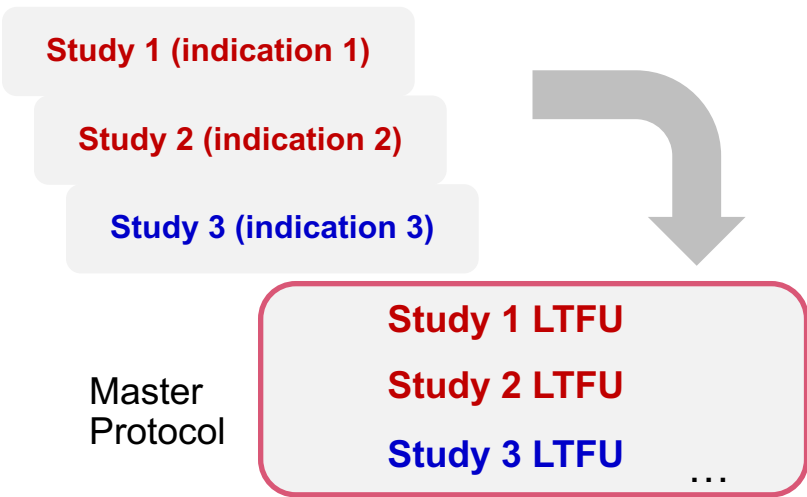 Study 1 (indication 1)
Study 2 (indication 2)
Study 3 (indication 3)
Master
Protocol
Study 1 LTFU
Study 2 LTFU
Study 3 LTFU
…